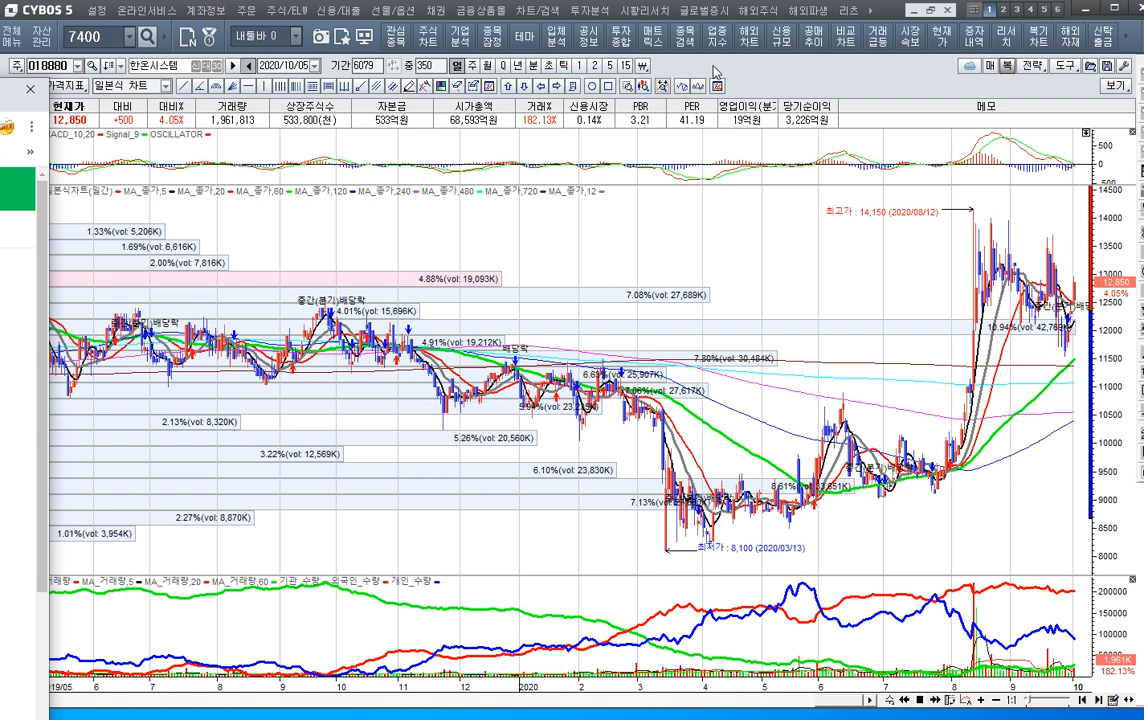 CYBOS 5 설정 온라인서비스 계좌정보 주문 주식/ELW 신용/대출 선물/옵션 채권 금융상품몰 차트/검색 투자분석 시황리서치 글로벌증시 해외주식 해외파생 리츠 1 2 3 4 5 6
전체메뉴 자산관리 7400 내툴바 0 관심종목 주식차트 기업분석 종목잠정 테마 입체분석 공시정보 투자종합 매트릭스 종목검색 업종지수 해외차트 신용규모 공매추이 비교차트 거래급등 시장속보 현재가 증자내역 리서치 복기차트 해외자재 신탁출금
주 018880 한온시스템 2020/10/05 기간 6079 중 350 일 주 월 Q 년 분 초 틱 1 2 5 15 매 복 전략 도구
가격지표 일본식 차트 보기
현재가 대비 대비% 거래량 상장주식수 자본금 시가총액 거래% 신용시장 PBR PER 영업이익(분기 당기순이익 메모
12,850 +500 4.05% 1,961,813 533,800(천) 533억원 68,593억원 182.13% 0.14% 3.21 41.19 19억원 3,226억원
ACD_10,20 Signal_9 OSCILLATOR
500
0
-500
일본식차트(일간) MA_종가,5 MA_종가,20 MA_종가,60 MA_종가,120 MA_종가,240 MA_종가,480 MA_종가,720 MA_종가,12
14500
최고가 : 14,150 (2020/08/12)
14000
1.33%(vol: 5,206K)
1.69%(vol: 6,616K)
13500
2.00%(vol: 7,816K)
13000
4.88%(vol: 19,093K)
12,850
4.05%
7.08%(vol: 27,689K)
중간(분기)배당락
12500
4.01%(vol: 15,696K)
중간(분기)배당락
12000
4.91%(vol: 19,212K)
배당락
11500
7.80%(vol: 30,484K)
11000
7.06%(vol: 27,617K)
10500
2.13%(vol: 8,320K)
5.26%(vol: 20,560K)
10000
3.22%(vol: 12,569K)
6.10%(vol: 23,830K)
9500
9000
2.27%(vol: 8,870K)
8500
1.01%(vol: 3,954K)
최저가 : 8,100 (2020/03/13)
8000
거래량 MA_거래량,5 MA_거래량,20 MA_거래량,60 기관_수량 외국인_수량 개인_수량
200000
150000
100000
1,961K
182.13%
019/05 6 7 8 9 10 11 12 2020 2 3 4 5 6 7 8 9 10
1:1